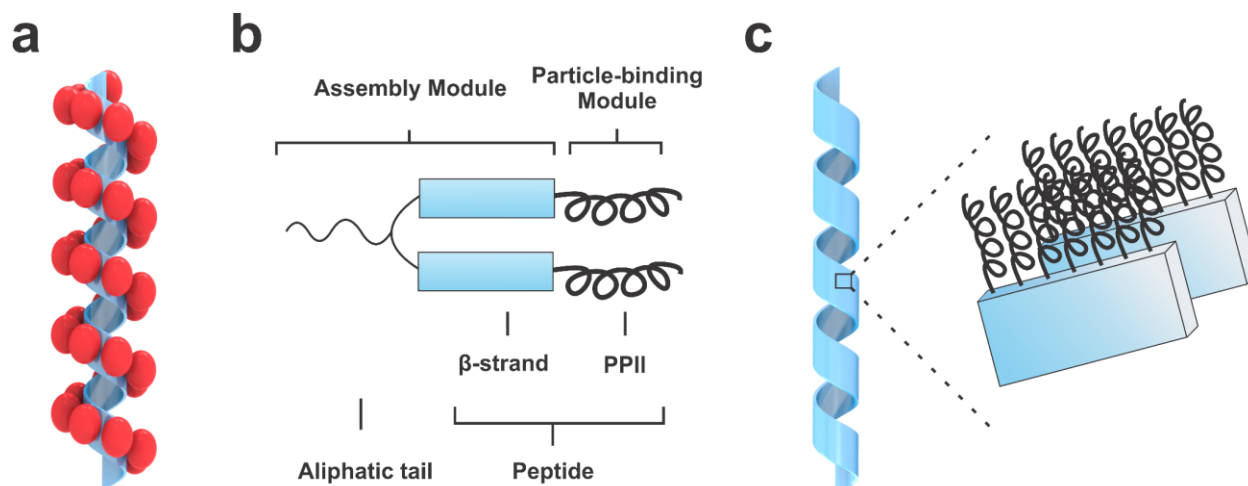 a
b
c
Assembly Module
Particle-binding
Module
β-strand
PPII
Aliphatic tail
Peptide